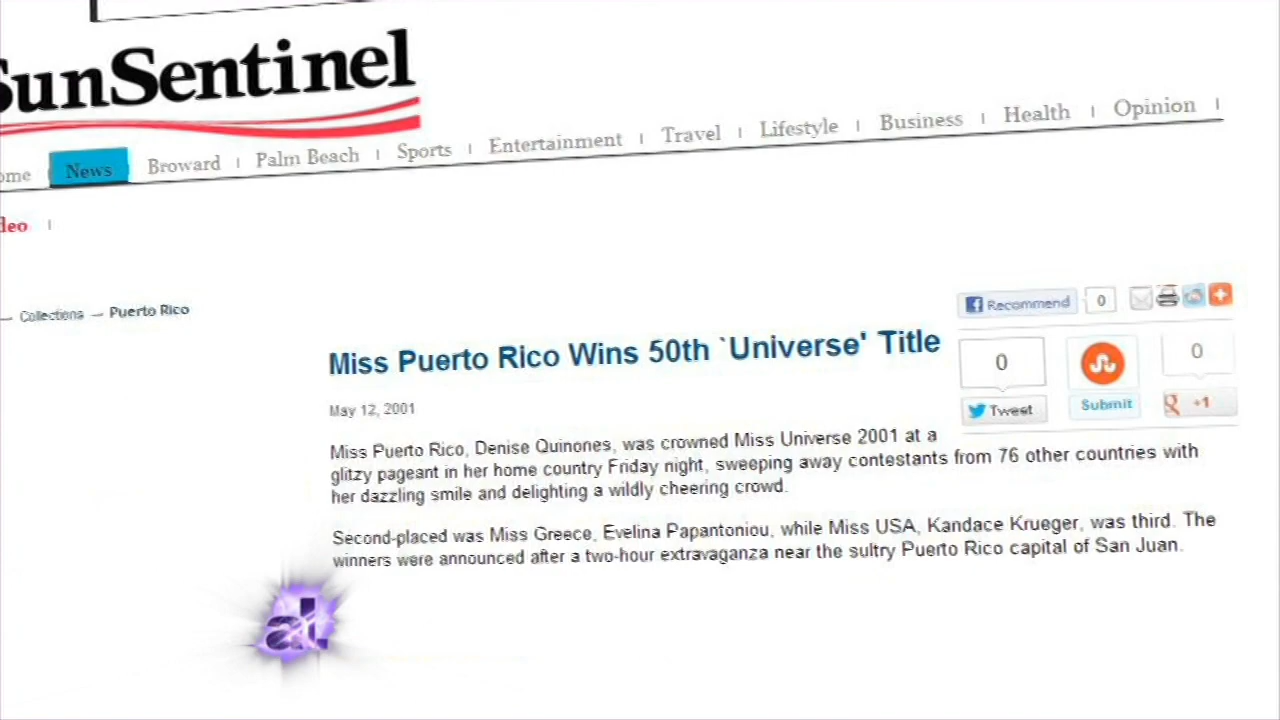 SunSentinel
ome | News | Broward | Palm Beach | Sports | Entertainment | Travel | Lifestyle | Business | Health | Opinion |
deo |
— Collections — Puerto Rico
Recommend 0
Miss Puerto Rico Wins 50th `Universe' Title
0 0
Tweet Submit +1
May 12, 2001
Miss Puerto Rico, Denise Quinones, was crowned Miss Universe 2001 at a
glitzy pageant in her home country Friday night, sweeping away contestants from 76 other countries with
her dazzling smile and delighting a wildly cheering crowd.
Second-placed was Miss Greece, Evelina Papantoniou, while Miss USA, Kandace Krueger, was third. The
winners were announced after a two-hour extravaganza near the sultry Puerto Rico capital of San Juan.
al.